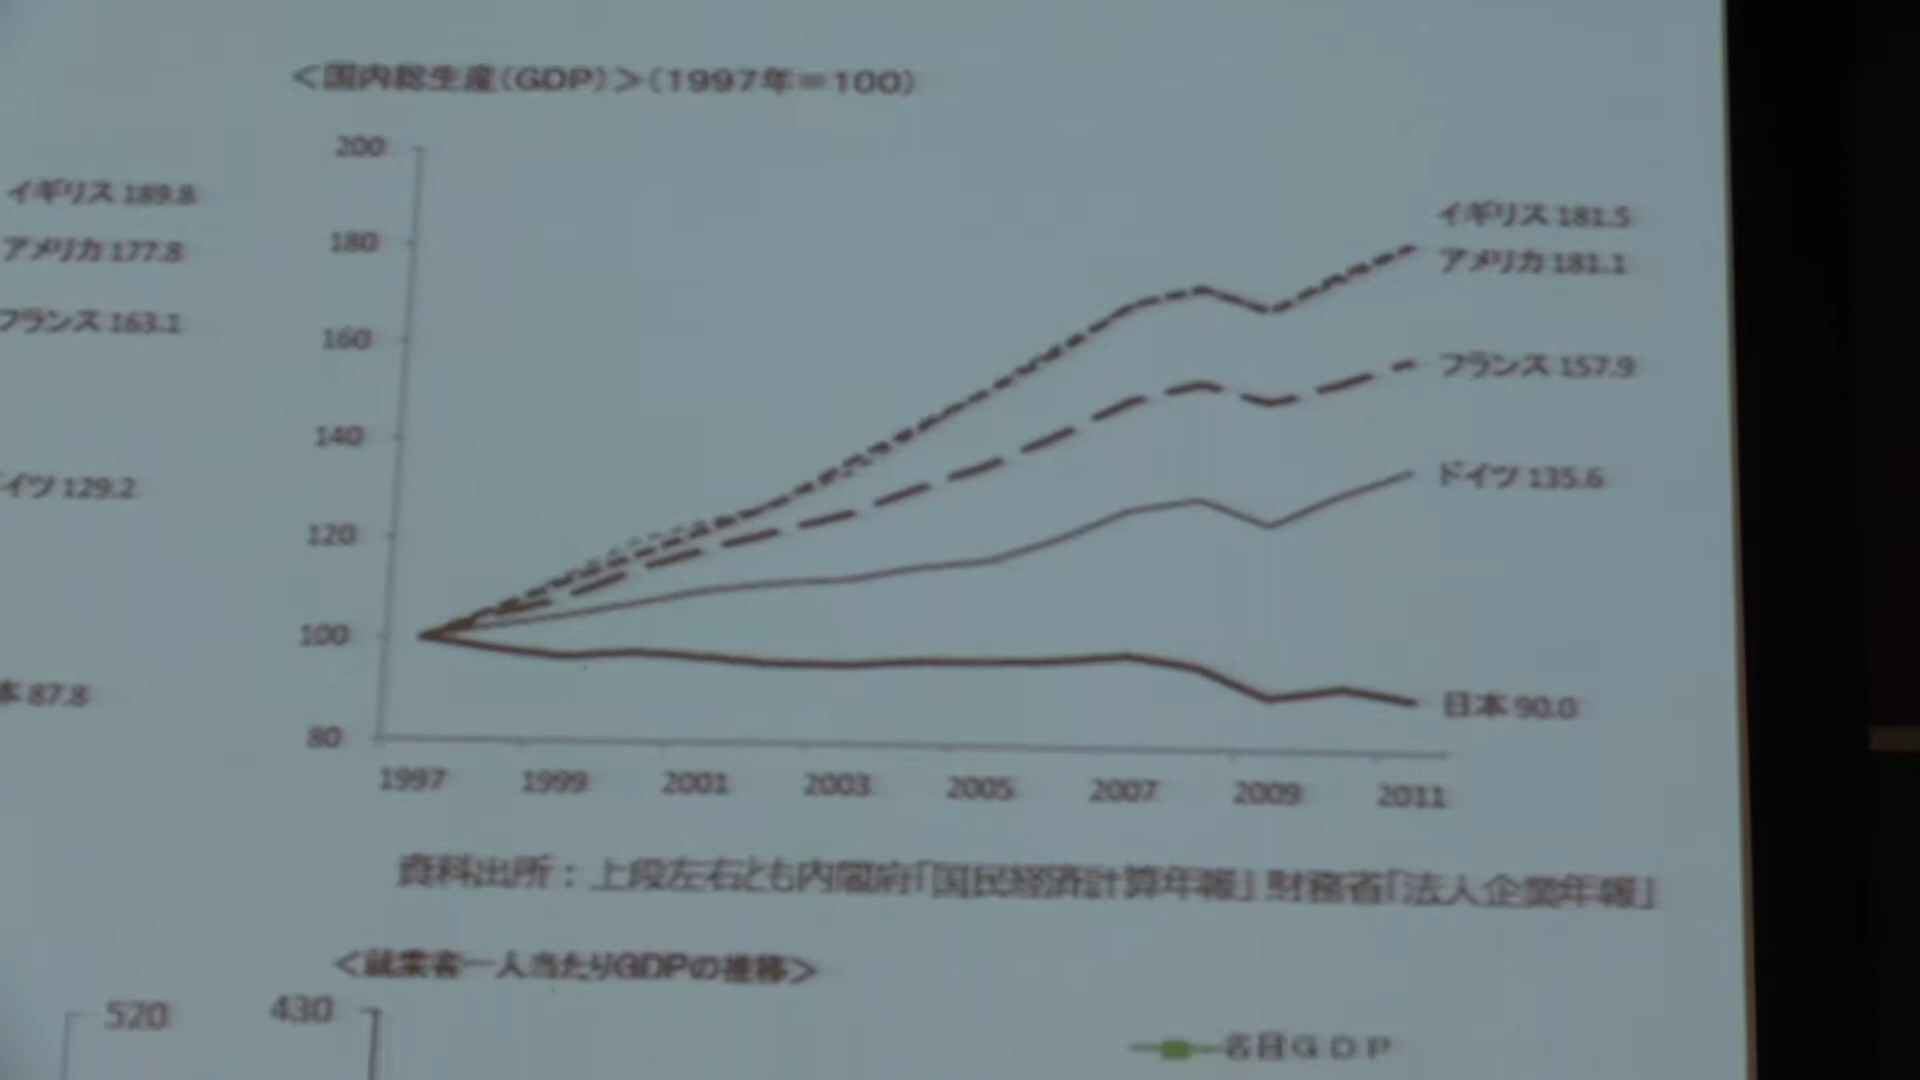 ＜国内総生産(GDP)＞(1997年＝100)
200
180
160
140
120
100
80
1997 1999 2001 2003 2005 2007 2009 2011
イギリス 181.5
アメリカ 181.1
フランス 157.9
ドイツ 135.6
日本 90.0
イギリス 189.8
アメリカ 177.8
フランス 163.1
イツ 129.2
本 87.8
資料出所：上段左右とも内閣府「国民経済計算年報」財務省「法人企業年報」
＜就業者一人当たりGDPの推移＞
520
430
名目ＧＤＰ